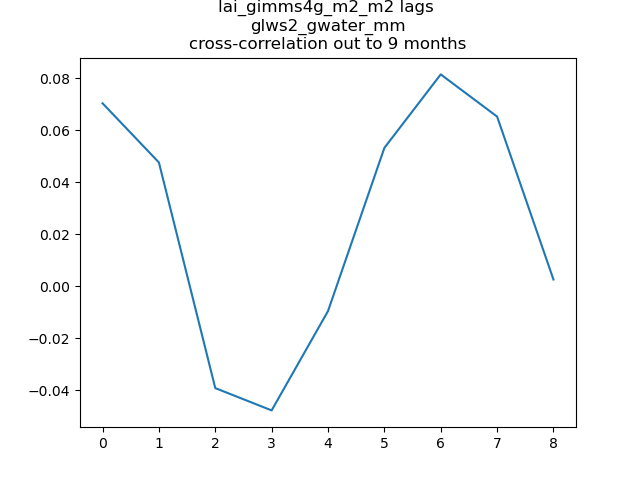 lai_gimms4g_m2_m2 lags
glws2_gwater_mm
cross-correlation out to 9 months
0.08
0.06
0.04
0.02
0.00
−0.02
−0.04
0 1 2 3 4 5 6 7 8